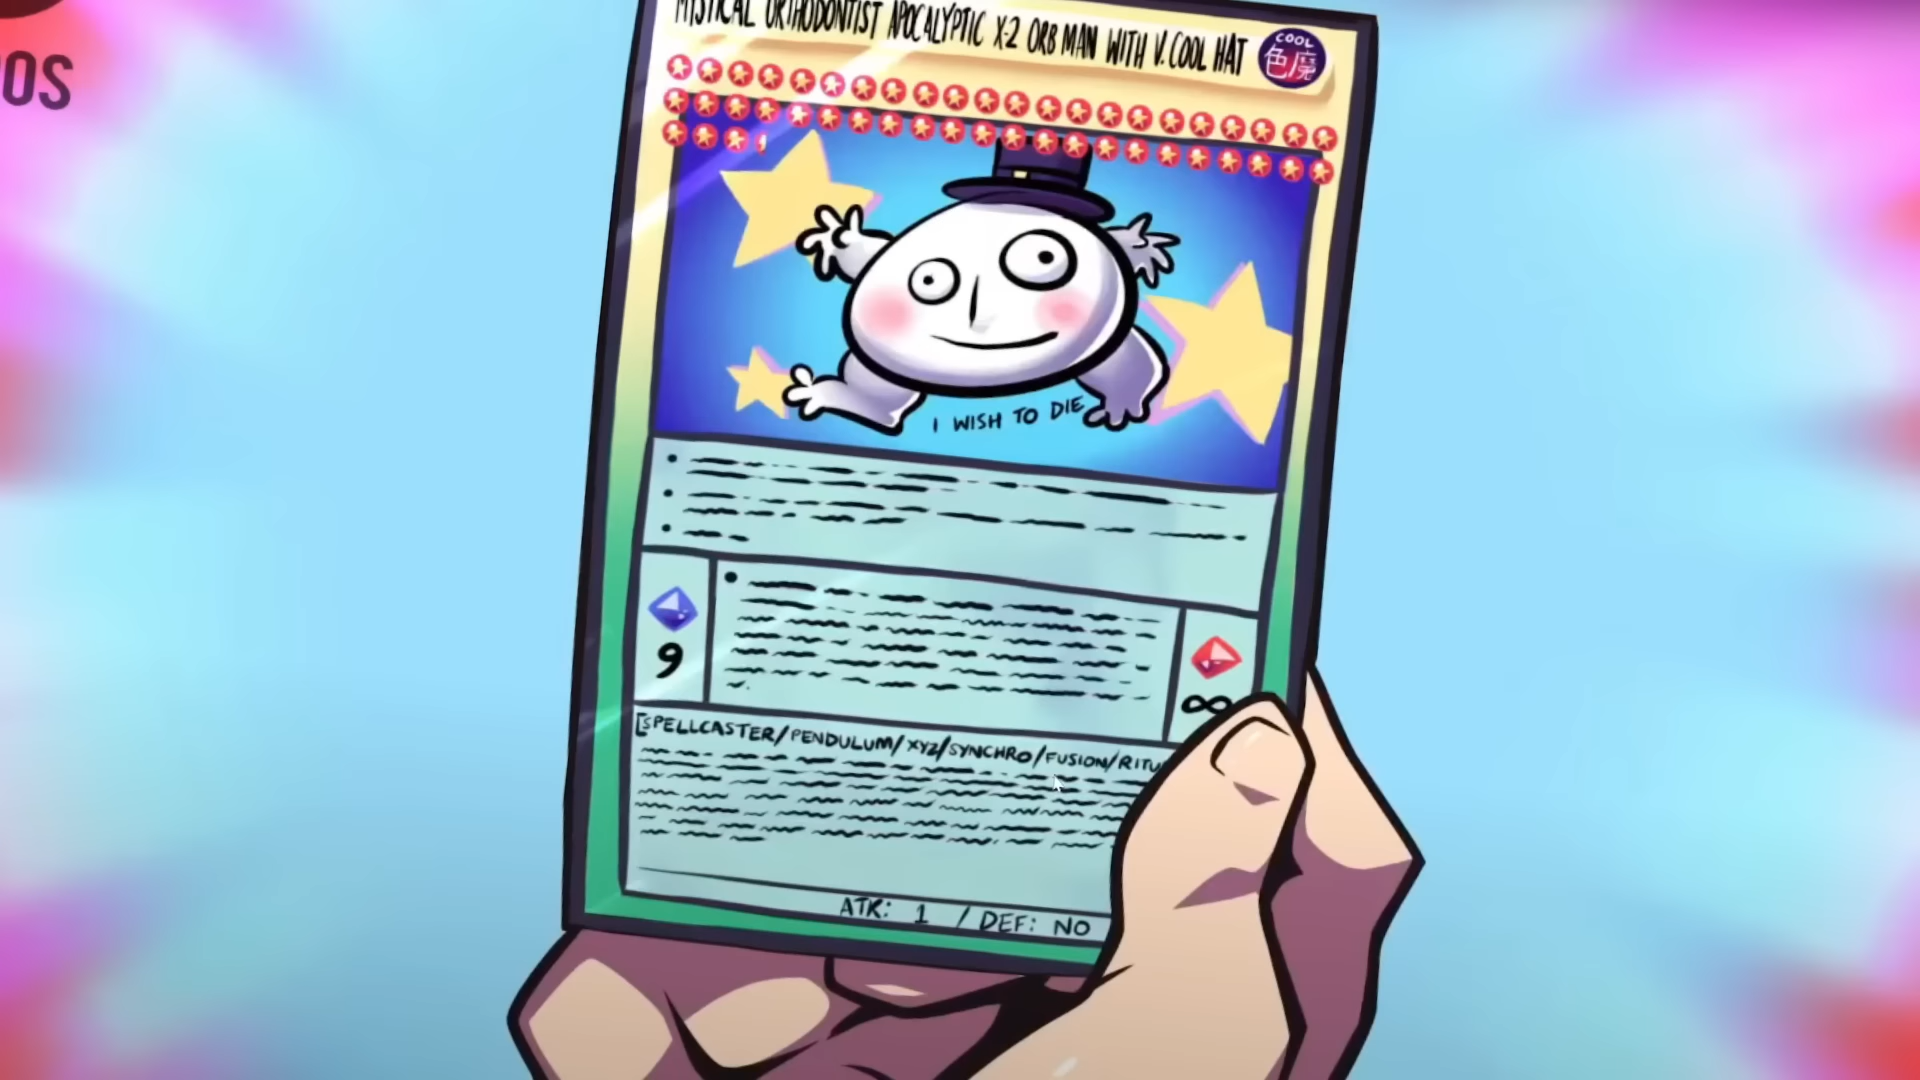 MYSTICAL ORTHODONTIST APOCALYPTIC X-2 ORB MAN WITH V. COOL HAT
COOL
色魔
OS
I WISH TO DIE
9
∞
[SPELLCASTER/PENDULUM/XYZ/SYNCHRO/FUSION/RITU
ATK: 1 / DEF: NO